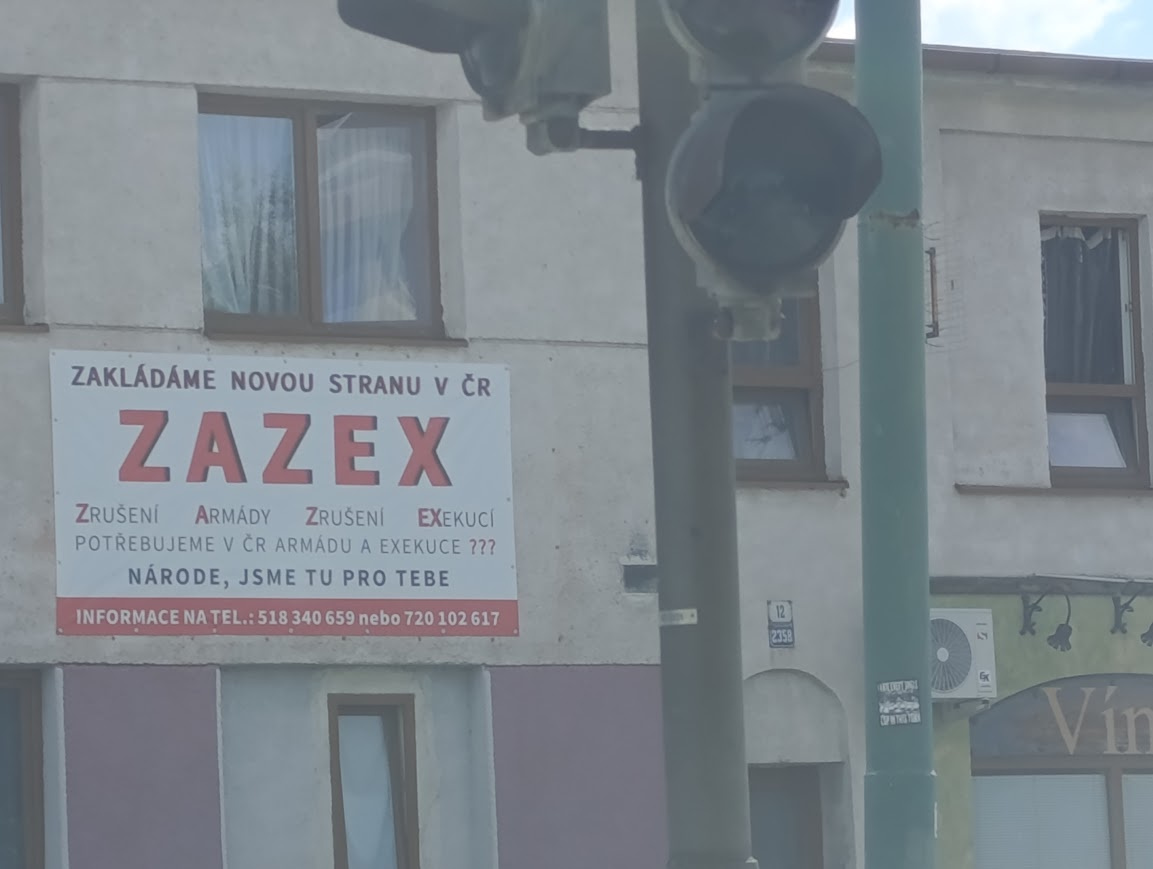 ZAKLÁDÁME NOVOU STRANU V ČR
ZAZEX
ZRUŠENÍ ARMÁDY ZRUŠENÍ EXEKUCÍ
POTŘEBUJEME V ČR ARMÁDU A EXEKUCE ???
NÁRODE, JSME TU PRO TEBE
INFORMACE NA TEL.: 518 340 659 nebo 720 102 617
12
2358
Vín